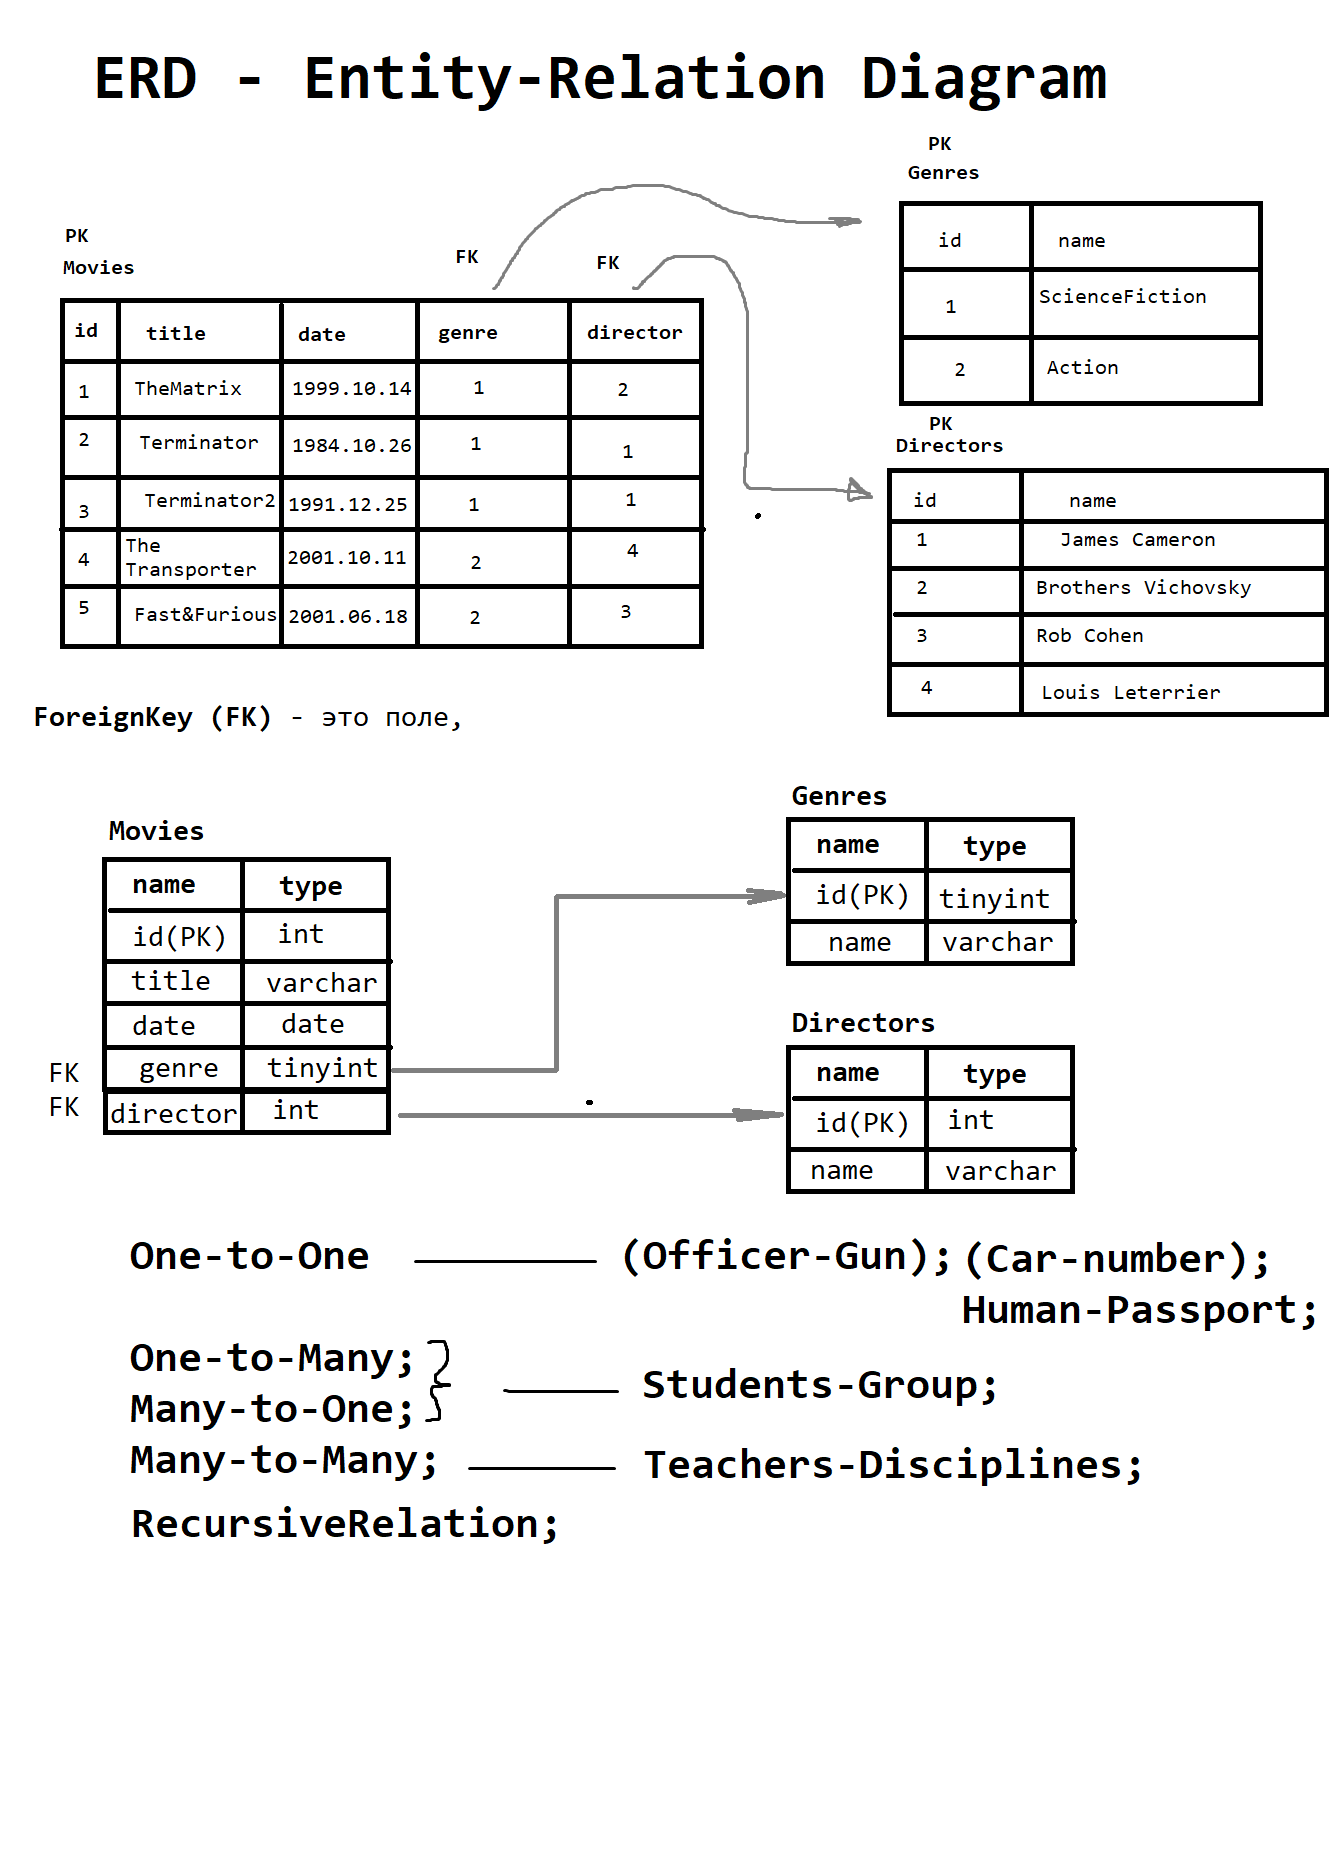 ERD - Entity-Relation Diagram
PK
Genres
id name
1 ScienceFiction
2 Action
PK
Movies
FK FK
id title date genre director
1 TheMatrix 1999.10.14 1 2
2 Terminator 1984.10.26 1 1
3 Terminator2 1991.12.25 1 1
4 The Transporter 2001.10.11 2 4
5 Fast&Furious 2001.06.18 2 3
PK
Directors
id name
1 James Cameron
2 Brothers Vichovsky
3 Rob Cohen
4 Louis Leterrier
ForeignKey (FK) - это поле,
Movies
name type
id(PK) int
title varchar
date date
FK genre tinyint
FK director int
Genres
name type
id(PK) tinyint
name varchar
Directors
name type
id(PK) int
name varchar
One-to-One (Officer-Gun); (Car-number);
Human-Passport;
One-to-Many;
Many-to-One; Students-Group;
Many-to-Many; Teachers-Disciplines;
RecursiveRelation;